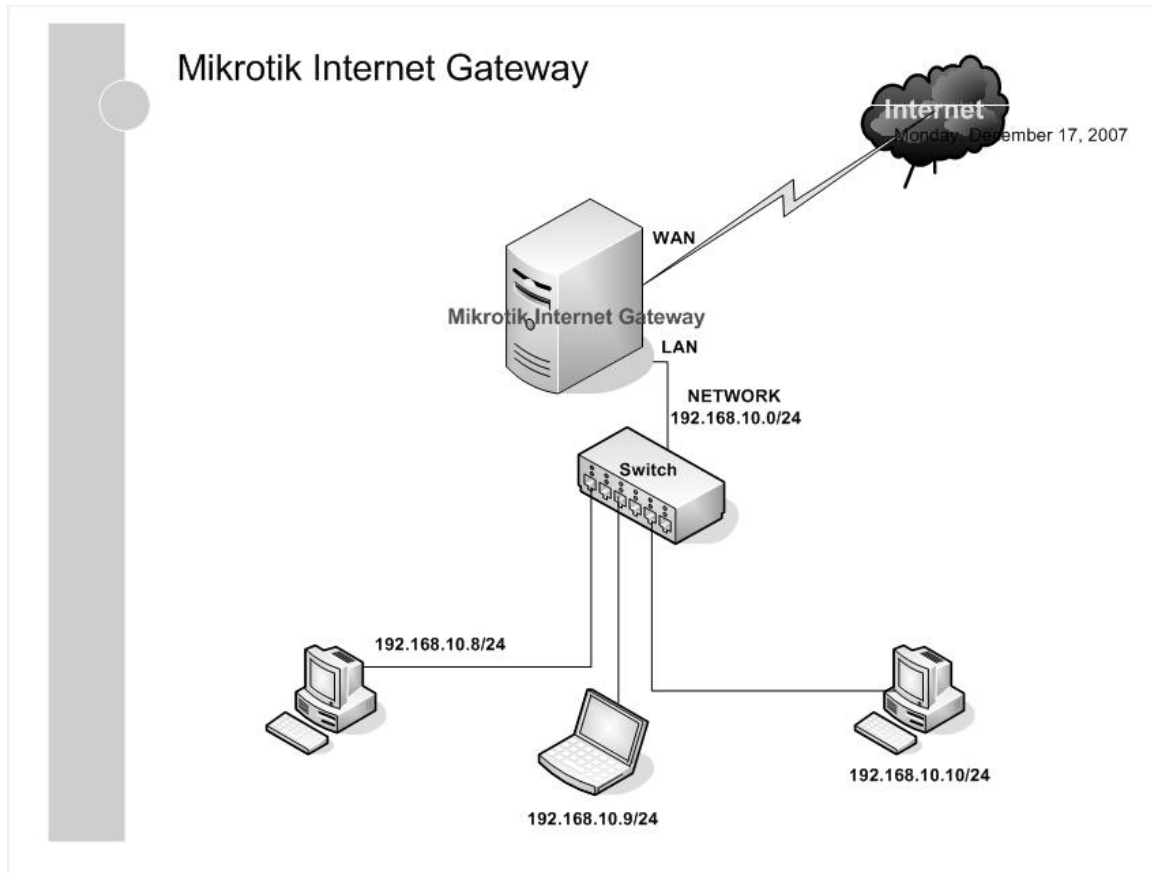 Mikrotik Internet Gateway
Internet
Monday, December 17, 2007
WAN
Mikrotik Internet Gateway
LAN
NETWORK
192.168.10.0/24
Switch
192.168.10.8/24
192.168.10.10/24
192.168.10.9/24